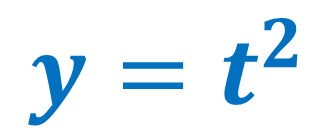 y = t²